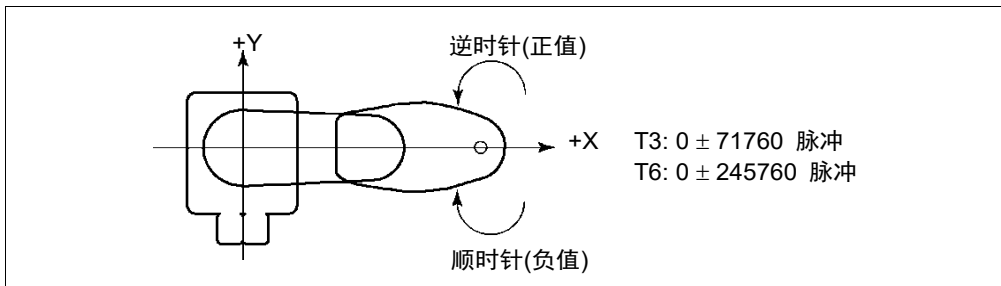 +Y
逆时针(正值)
+X
T3: 0 ± 71760 脉冲
T6: 0 ± 245760 脉冲
顺时针(负值)